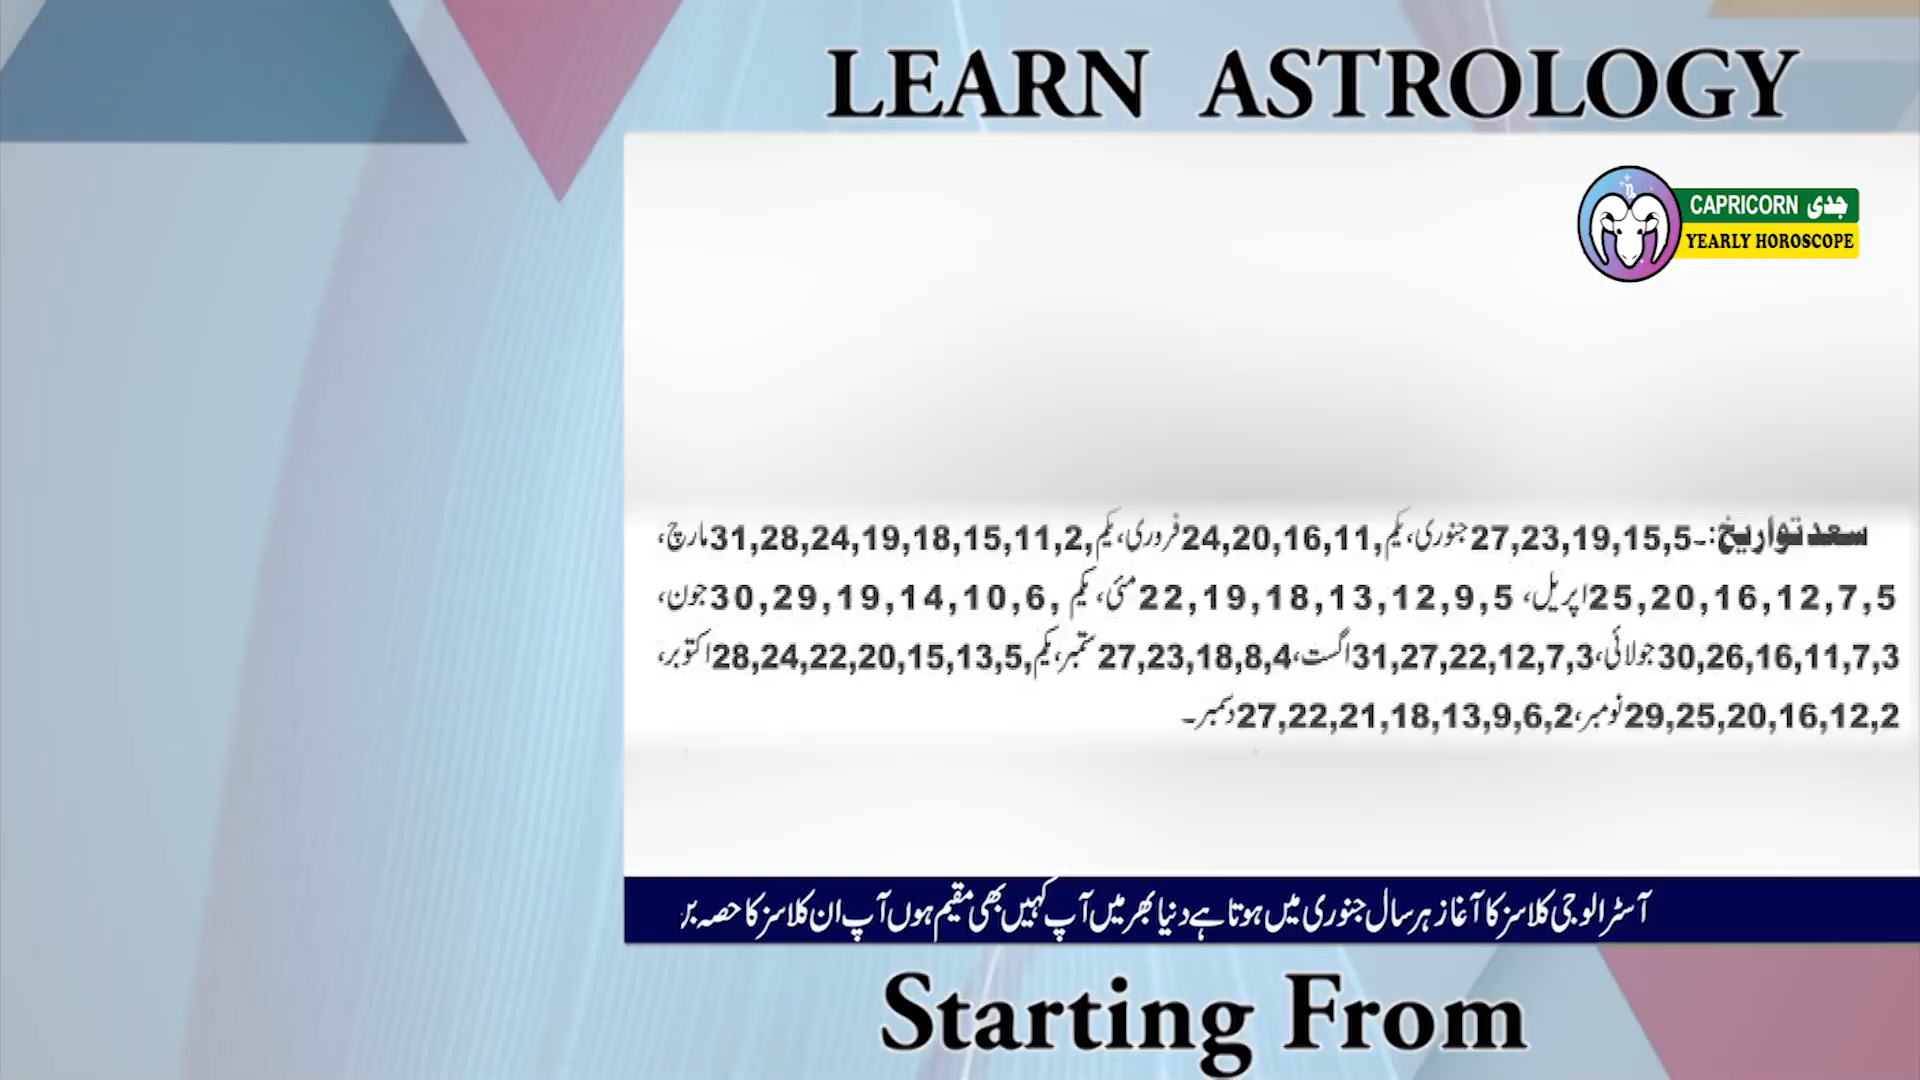 LEARN ASTROLOGY
CAPRICORN جدی
YEARLY HOROSCOPE
سعد تواریخ:۔5,15,19,23,27 جنوری، یکم,11,16,20,24 فروری، یکم,2,11,15,18,19,24,28,31 مارچ،
5,7,12,16,20,25 اپریل، 5,9,12,13,18,19,22 مئی، یکم,6,10,14,19,29,30 جون،
3,7,11,16,26,30 جولائی، 3,7,12,22,27,31 اگست، 4,8,18,23,27 ستمبر، یکم,5,13,15,20,22,24,28 اکتوبر،
2,12,16,20,25,29 نومبر، 2,6,9,13,18,21,22,27 دسمبر۔
آسٹرالوجی کلاسز کا آغاز ہر سال جنوری میں ہوتا ہے دنیا بھر میں آپ کہیں بھی مقیم ہوں آپ ان کلاسز کا حصہ
Starting From